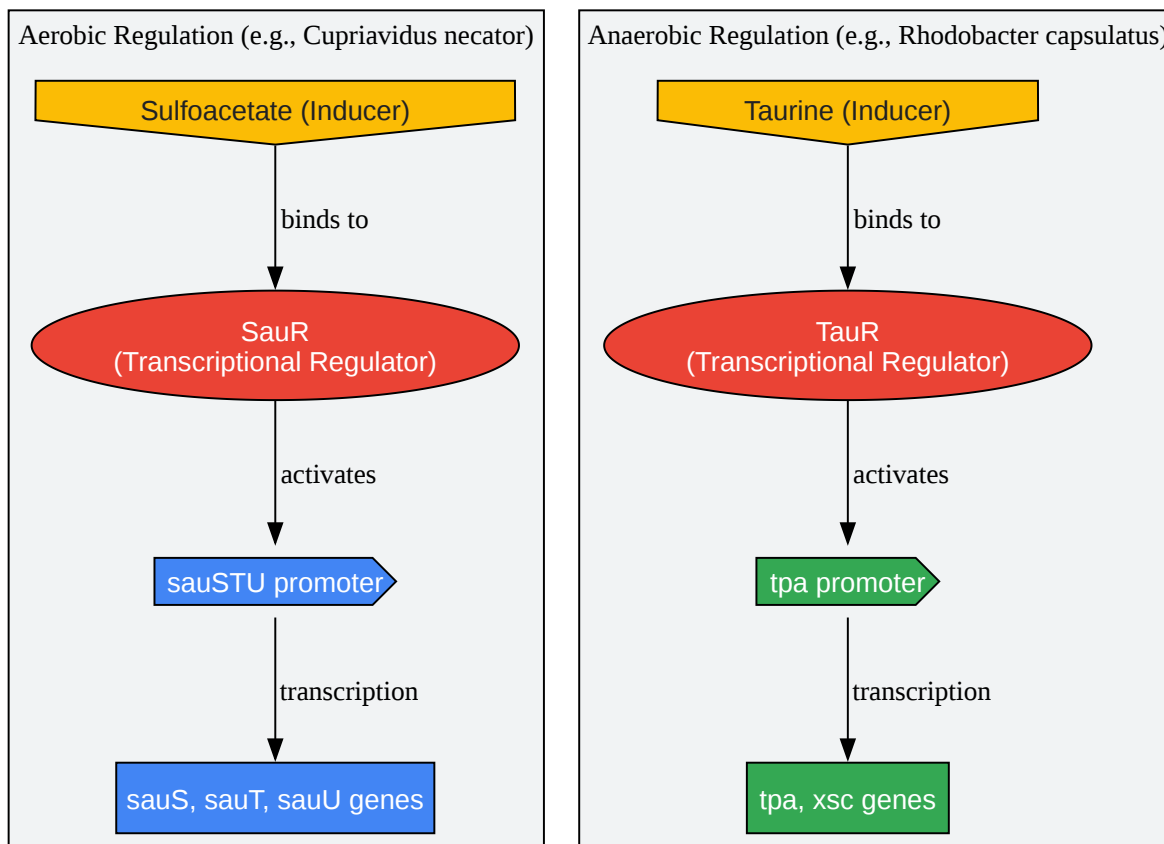 Aerobic Regulation (e.g., Cupriavidus necator)
Sulfoacetate (Inducer)
binds to
SauR
(Transcriptional Regulator)
activates
sauSTU promoter
transcription
sauS, sauT, sauU genes
Anaerobic Regulation (e.g., Rhodobacter capsulatus)
Taurine (Inducer)
binds to
TauR
(Transcriptional Regulator)
activates
tpa promoter
transcription
tpa, xsc genes